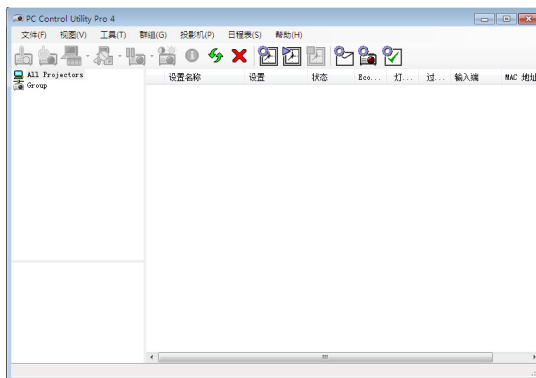 PC Control Utility Pro 4
文件(F) 视图(V) 工具(T) 群组(G) 投影机(P) 日程表(S) 帮助(H)
All Projectors
Group
设置名称 设置 状态 Eco... 灯... 过... 输入端 MAC 地址